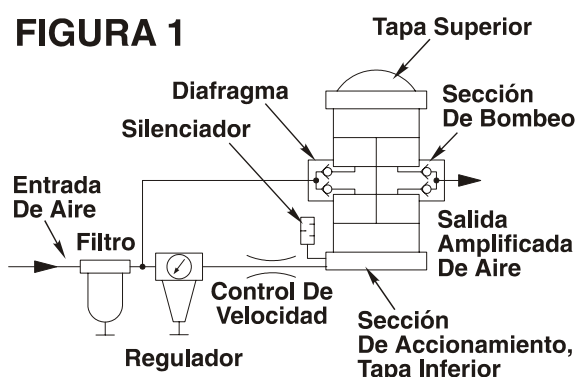 FIGURA 1
Tapa Superior
Diafragma
Sección
De Bombeo
Silenciador
Entrada
De Aire
Filtro
Salida
Amplificada
De Aire
Control De
Velocidad
Regulador
Sección
De Accionamiento,
Tapa Inferior